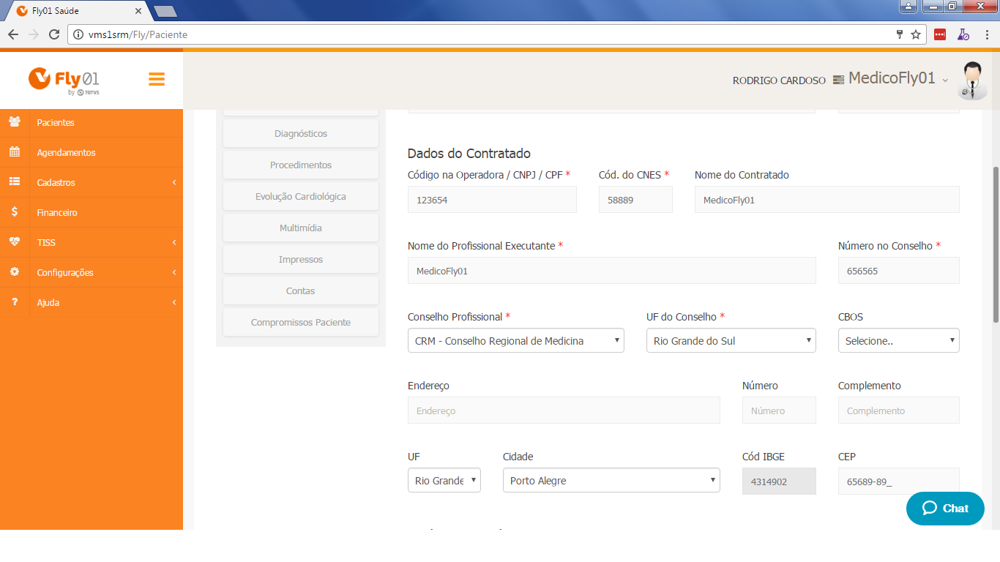 Fly01 Saúde
vms1srm/Fly/Paciente
Fly01
by TOTVS
RODRIGO CARDOSO MedicoFly01
Pacientes
Agendamentos
Cadastros
Financeiro
TISS
Configurações
Ajuda
Diagnósticos
Procedimentos
Evolução Cardiológica
Multimídia
Impressos
Contas
Compromissos Paciente
Dados do Contratado
Código na Operadora / CNPJ / CPF * Cód. do CNES * Nome do Contratado
123654 58889 MedicoFly01
Nome do Profissional Executante * Número no Conselho *
MedicoFly01 656565
Conselho Profissional * UF do Conselho * CBOS
CRM - Conselho Regional de Medicina Rio Grande do Sul Selecione..
Endereço Número Complemento
Endereço Número Complemento
UF Cidade Cód IBGE CEP
Rio Grande Porto Alegre 4314902 65689-89_
Chat